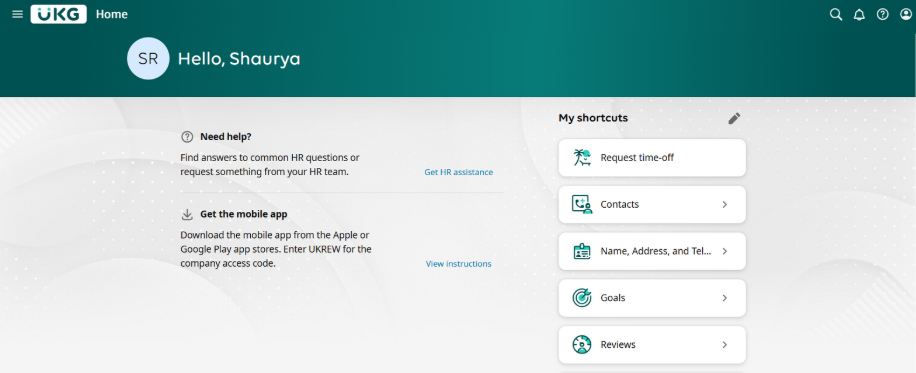 UKG Home
SR Hello, Shaurya
Need help?
Find answers to common HR questions or
request something from your HR team.
Get HR assistance
Get the mobile app
Download the mobile app from the Apple or
Google Play app stores. Enter UKREW for the
company access code.
View instructions
My shortcuts
Request time-off
Contacts
Name, Address, and Tel...
Goals
Reviews